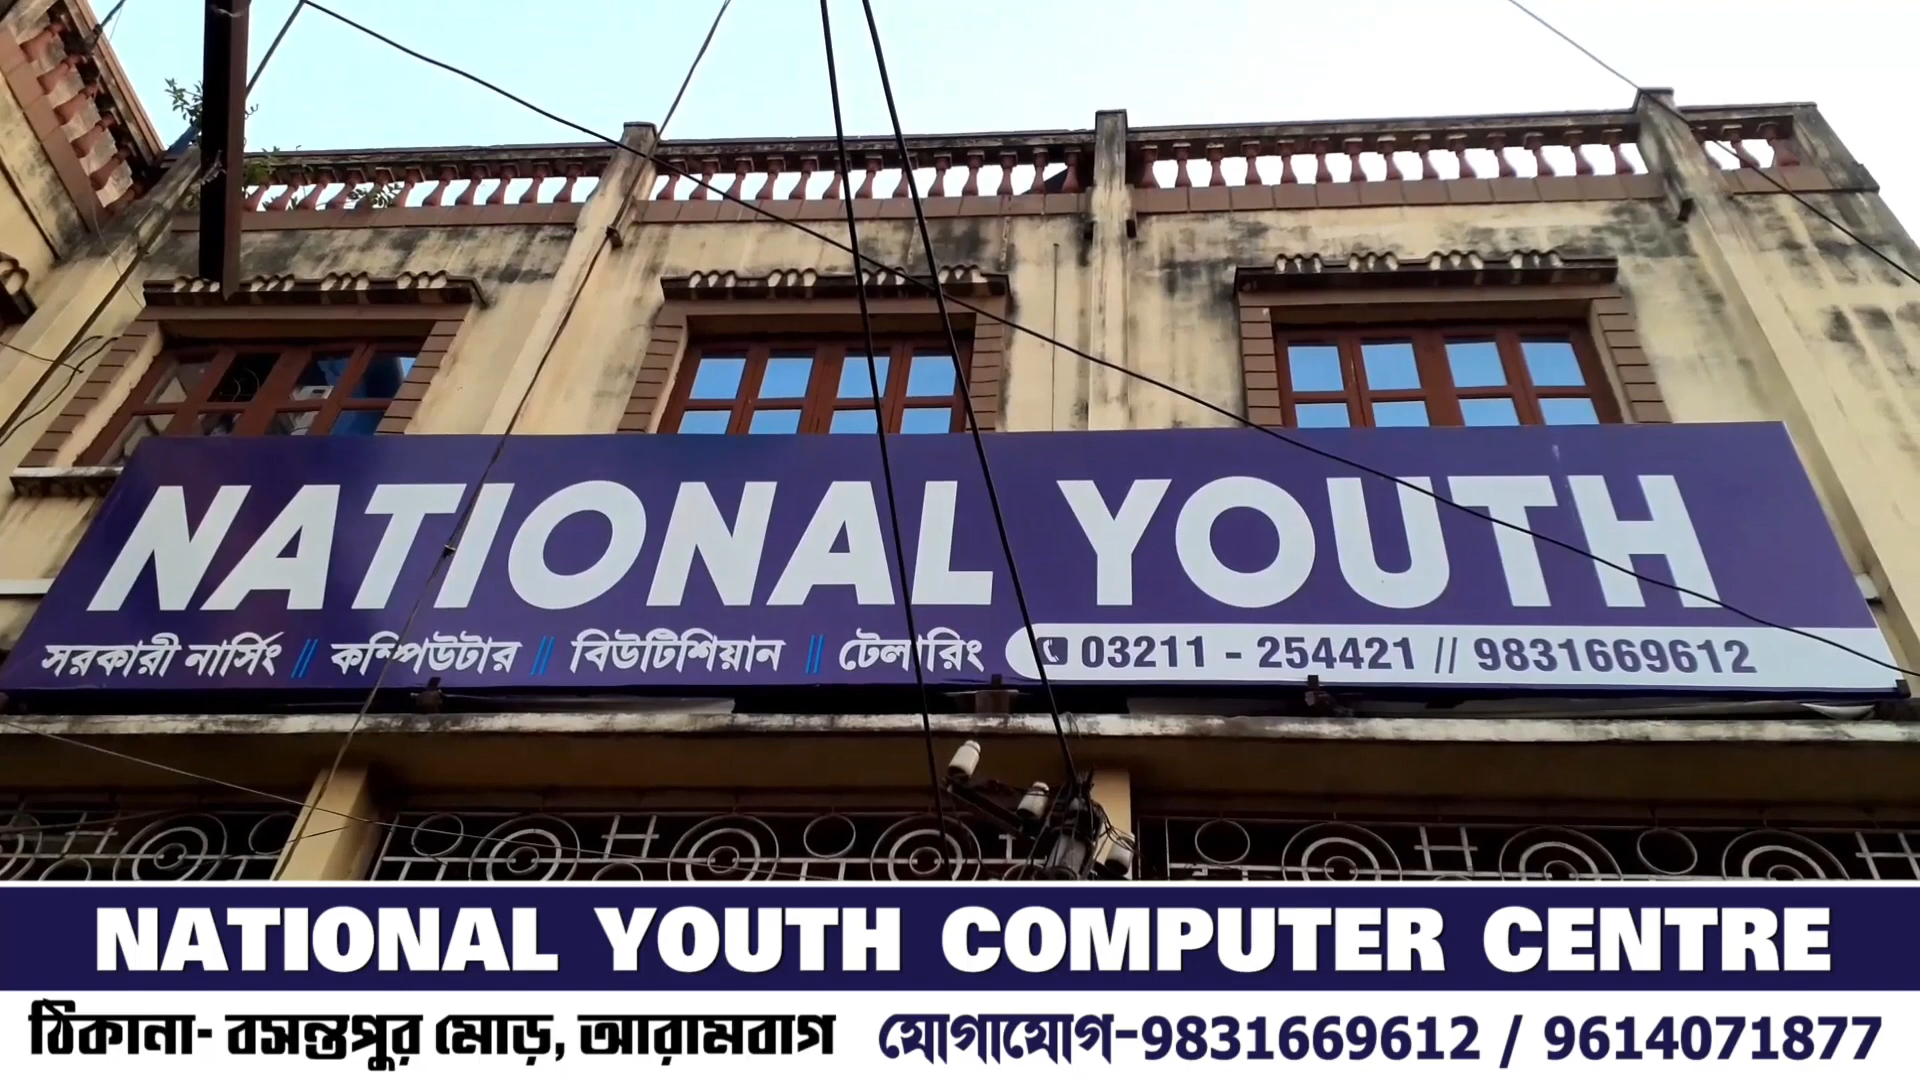 NATIONAL YOUTH
সরকারী নার্সিং // কম্পিউটার // বিউটিশিয়ান // টেলারিং 03211 - 254421 // 9831669612
NATIONAL YOUTH COMPUTER CENTRE
ঠিকানা- বসন্তপুর মোড়, আরামবাগ যোগাযোগ-9831669612 / 9614071877